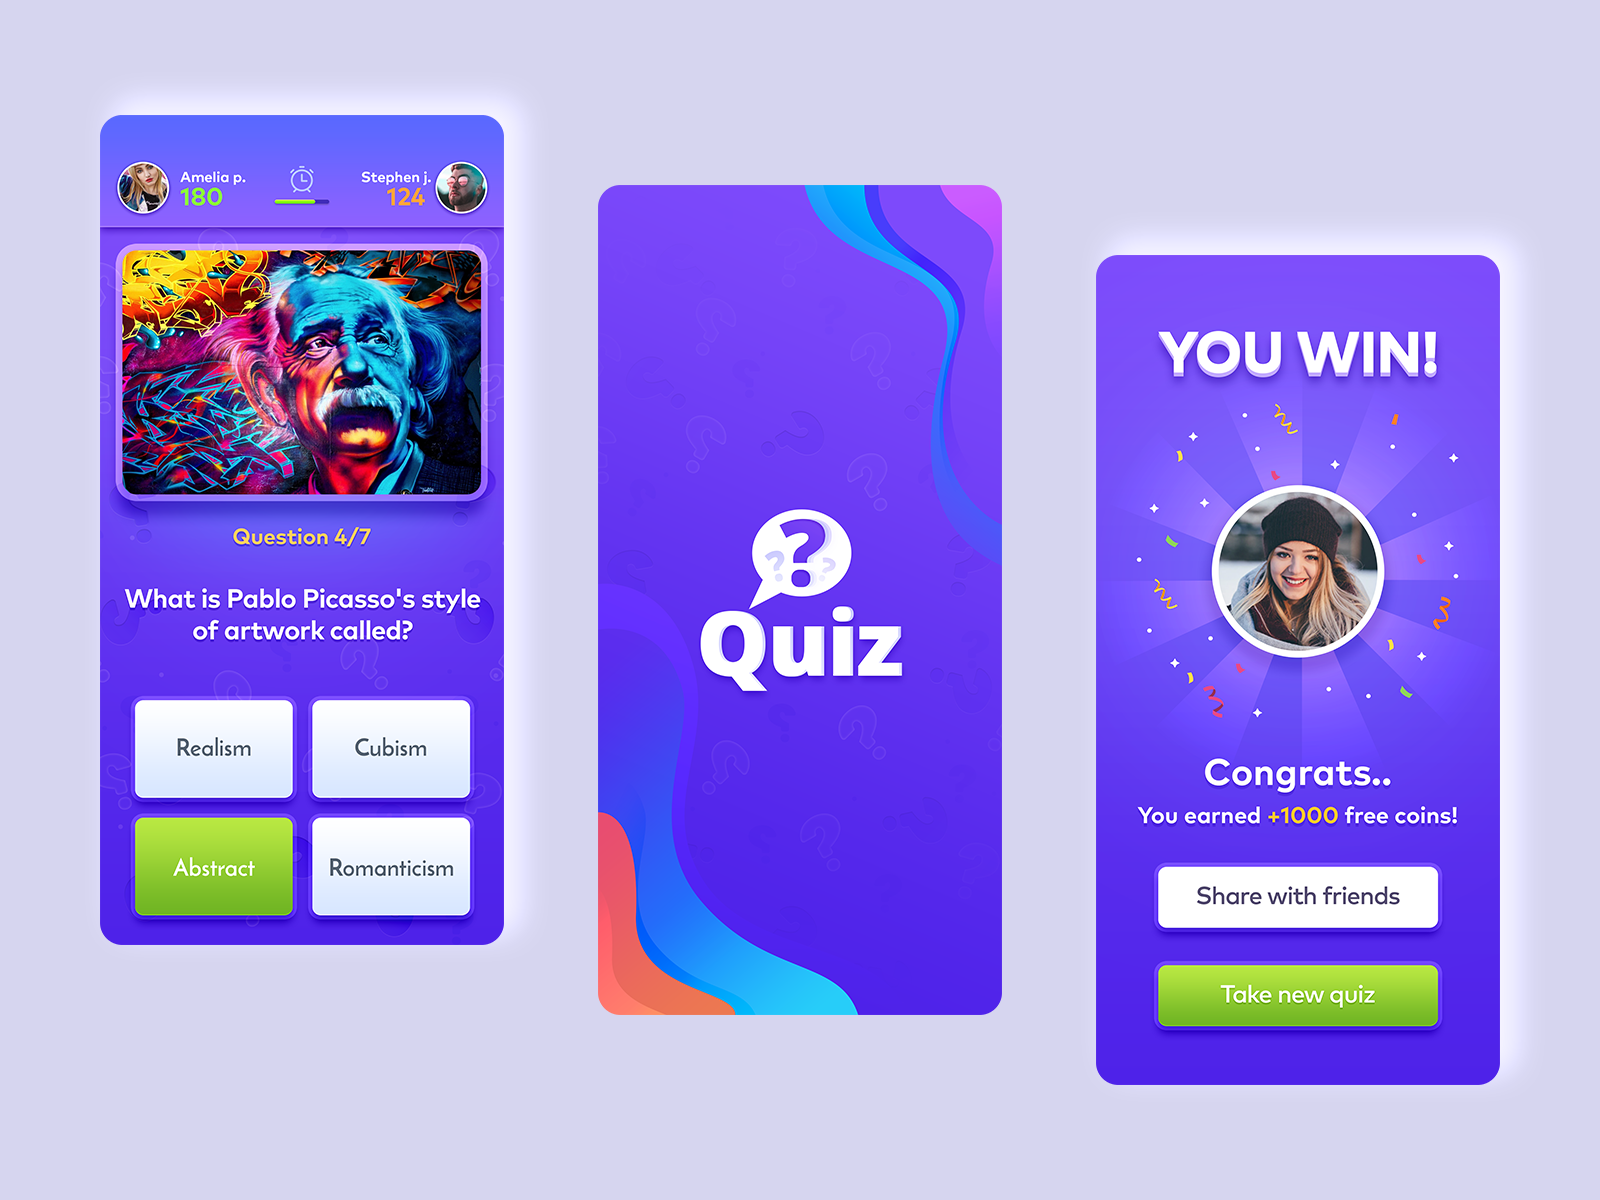 Amelia p.
180
Stephen j.
124
Question 4/7
What is Pablo Picasso's style
of artwork called?
Realism
Cubism
Abstract
Romanticism
?
? ?
Quiz
YOU WIN!
Congrats..
You earned +1000 free coins!
Share with friends
Take new quiz